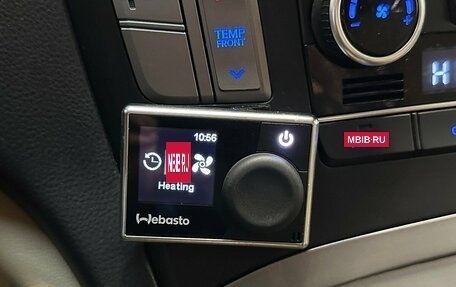 TEMP
FRONT
H
10:56
MBIB-RU
Heating
Webasto